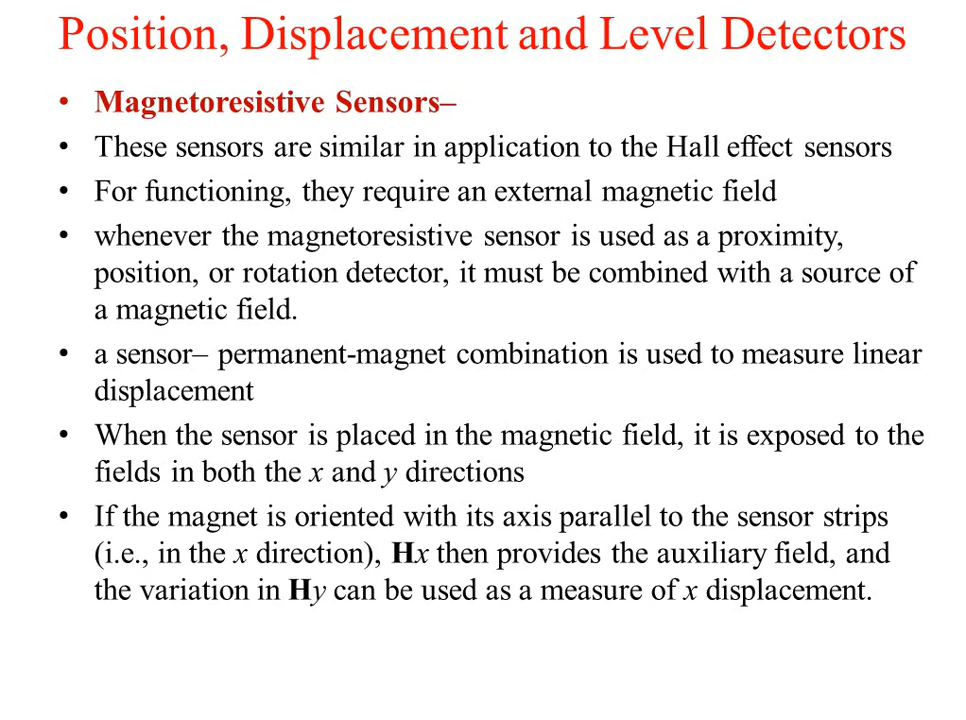 Position, Displacement and Level Detectors
• Magnetoresistive Sensors–
• These sensors are similar in application to the Hall effect sensors
• For functioning, they require an external magnetic field
• whenever the magnetoresistive sensor is used as a proximity,
position, or rotation detector, it must be combined with a source of
a magnetic field.
• a sensor– permanent-magnet combination is used to measure linear
displacement
• When the sensor is placed in the magnetic field, it is exposed to the
fields in both the x and y directions
• If the magnet is oriented with its axis parallel to the sensor strips
(i.e., in the x direction), Hx then provides the auxiliary field, and
the variation in Hy can be used as a measure of x displacement.